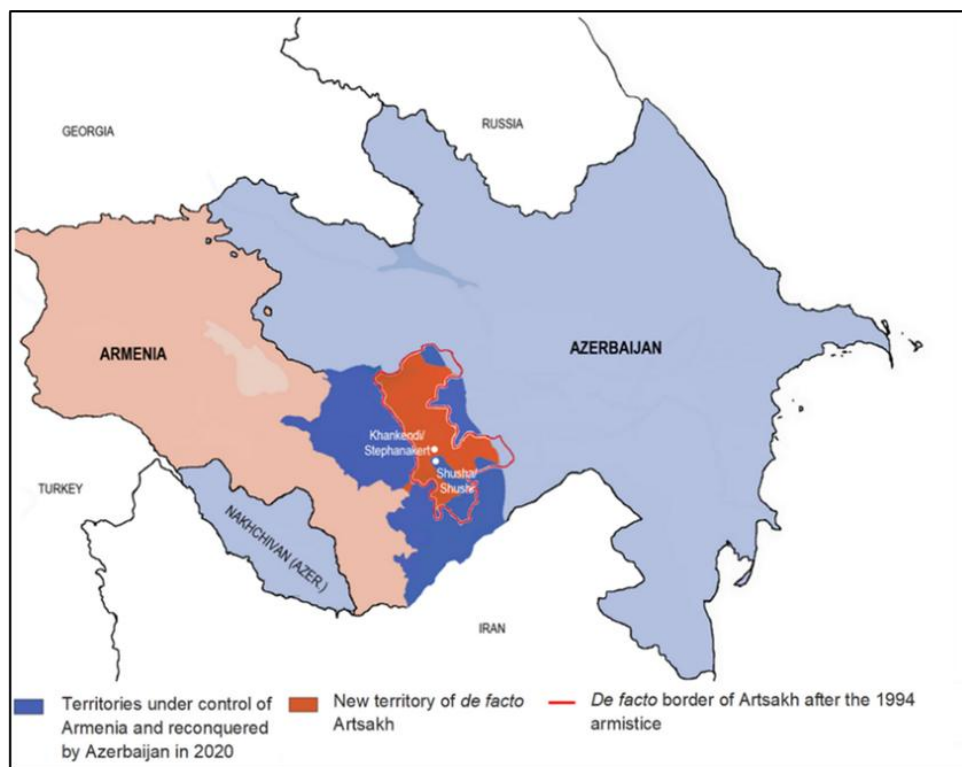 GEORGIA
RUSSIA
ARMENIA
AZERBAIJAN
Khankendi/
Stephanakert
Shusha/
Shushi
TURKEY
NAKHCHIVAN (AZER.)
IRAN
Territories under control of
Armenia and reconquered
by Azerbaijan in 2020
New territory of de facto
Artsakh
De facto border of Artsakh after the 1994
armistice